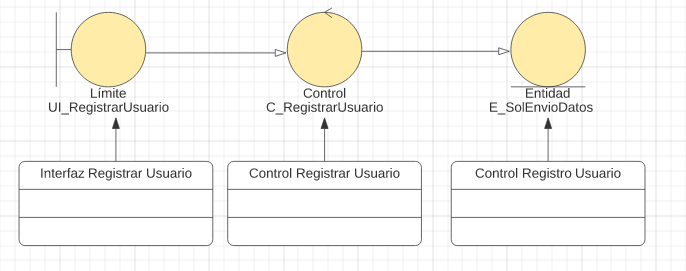 Límite
UI_RegistrarUsuario
Control
C_RegistrarUsuario
Entidad
E_SolEnvioDatos
Interfaz Registrar Usuario
Control Registrar Usuario
Control Registro Usuario